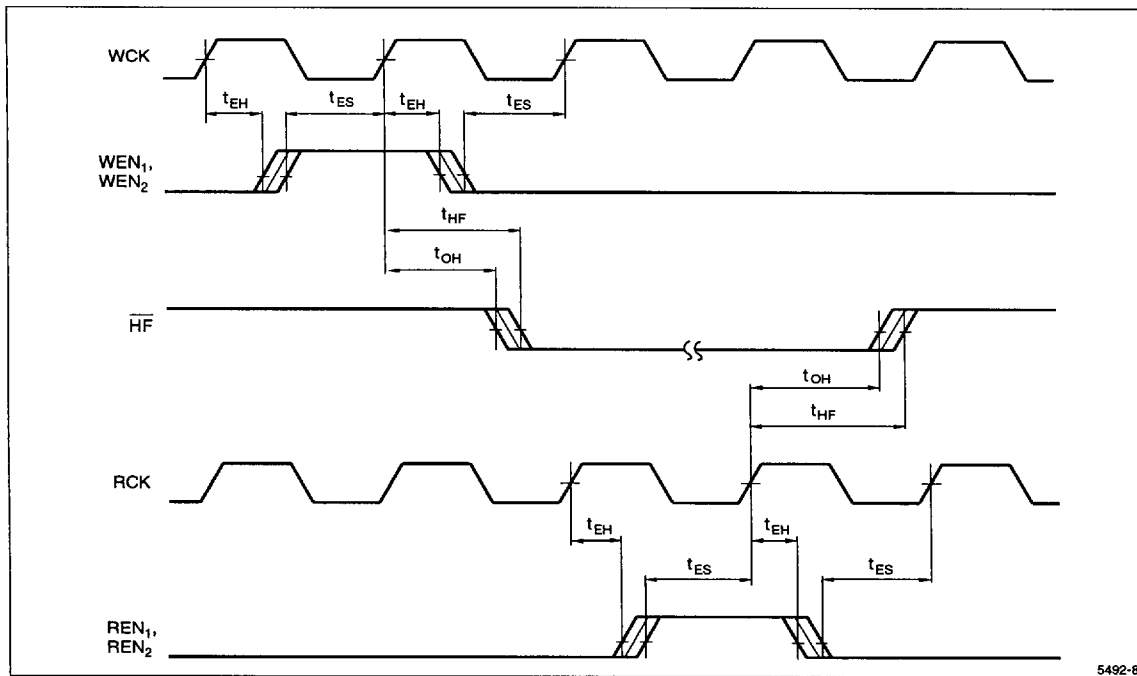 WCK
tEH tES tEH tES
WEN1,
WEN2
tHF
tOH
HF
tOH
tHF
RCK
tEH tEH
tES tES
REN1,
REN2
5492-8